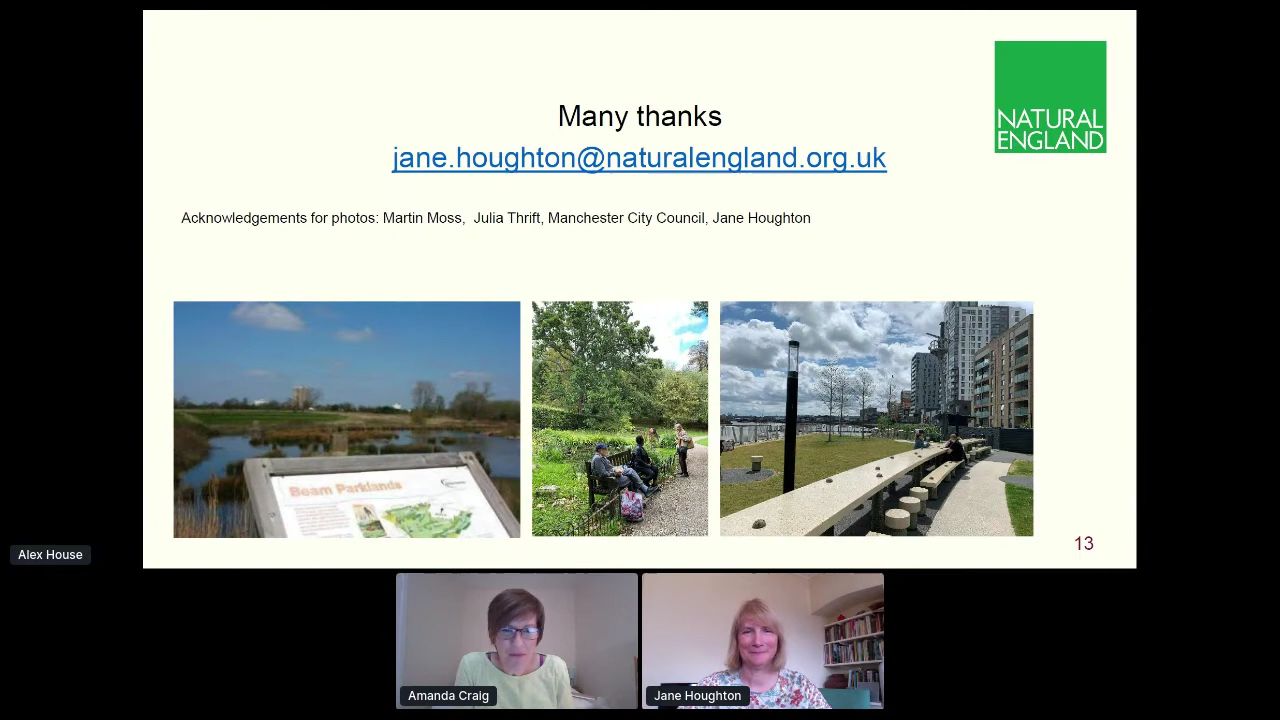 NATURAL
ENGLAND
Many thanks
jane.houghton@naturalengland.org.uk
Acknowledgements for photos: Martin Moss, Julia Thrift, Manchester City Council, Jane Houghton
Beam Parklands
13
Alex House
Amanda Craig
Jane Houghton